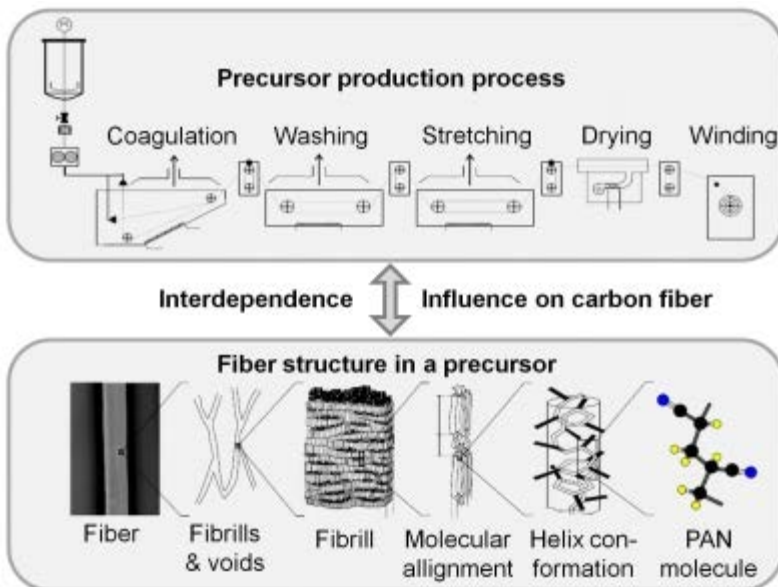 M
Precursor production process
Coagulation Washing Stretching Drying Winding
Interdependence Influence on carbon fiber
Fiber structure in a precursor
Fiber
Fibrills
& voids
Fibrill
Molecular
allignment
Helix con-
formation
PAN
molecule